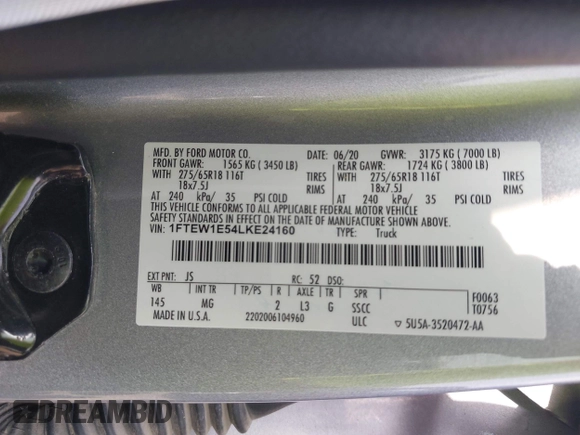 MFD. BY FORD MOTOR CO. 06/20 GVWR: 3175 KG ( 7000 LB)
FRONT GAWR: 1565 KG ( 3450 LB) REAR GAWR: 1724 KG ( 3800 LB)
WITH 275/65R18 116T TIRES WITH 275/65R18 116T TIRES
18x7.5J RIMS 18x7.5J RIMS
AT 240 kPa/ 35 PSI COLD AT 240 kPa/ 35 PSI COLD
THIS VEHICLE CONFORMS TO ALL APPLICABLE FEDERAL MOTOR VEHICLE
SAFETY STANDARDS IN EFFECT ON THE DATE OF MANUFACTURE SHOWN ABOVE.
VIN: 1FTEW1E54LKE24160 TYPE: Truck
EXT PNT: JS RC: 52 DSO:
WB INT TR TP/PS R AXLE TR SPR F0063
145 MG 2 L3 G SSCC T0756
MADE IN U.S.A. 2202006104960 ULC ▽ 5U5A-3520472-AA
DREAMBID